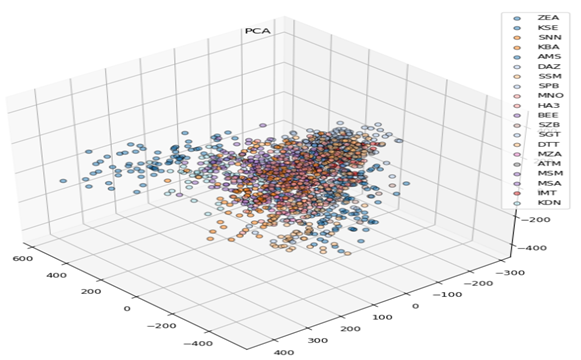 PCA
ZEA
KSE
SNN
KBA
AMS
DAZ
SSM
SPB
MNO
HA3
BEE
SZB
SGT
DTT
MZA
ATM
MSM
MSA
IMT
KDN
−200
−400
600
400
200
0
−200
−400
400
300
200
100
0
−100
−200
−300